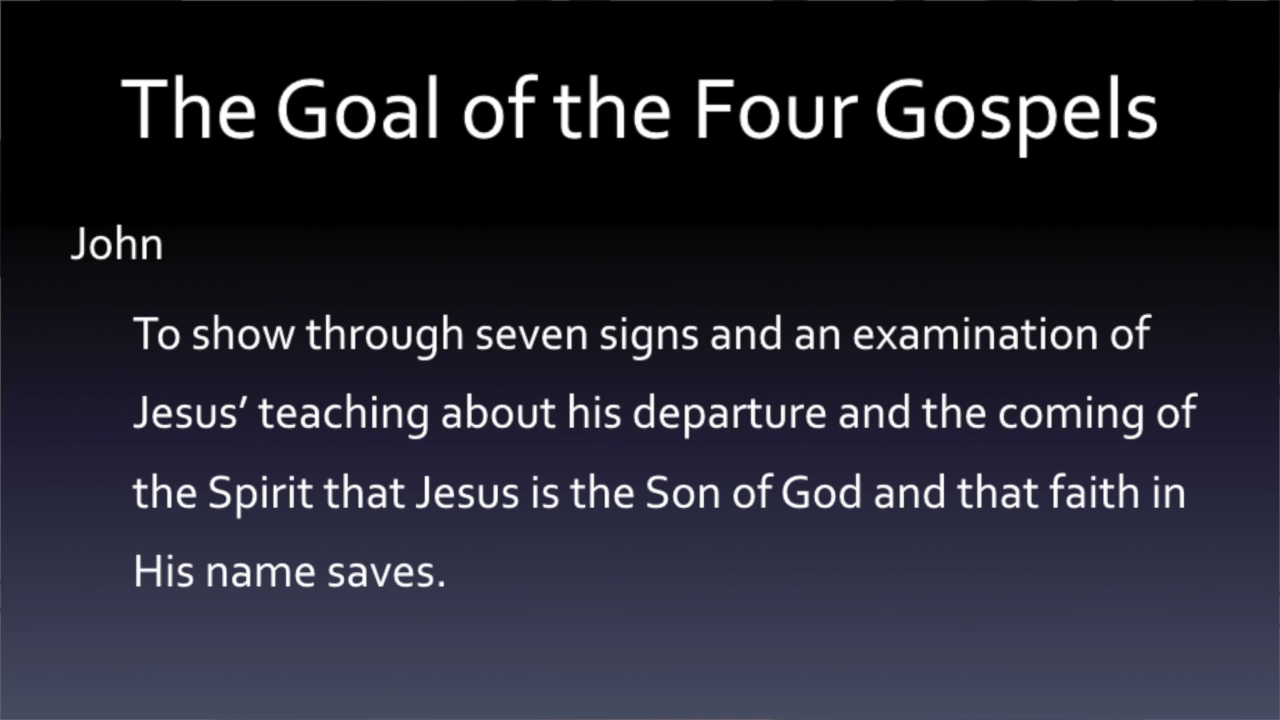 The Goal of the Four Gospels
John
To show through seven signs and an examination of
Jesus’ teaching about his departure and the coming of
the Spirit that Jesus is the Son of God and that faith in
His name saves.